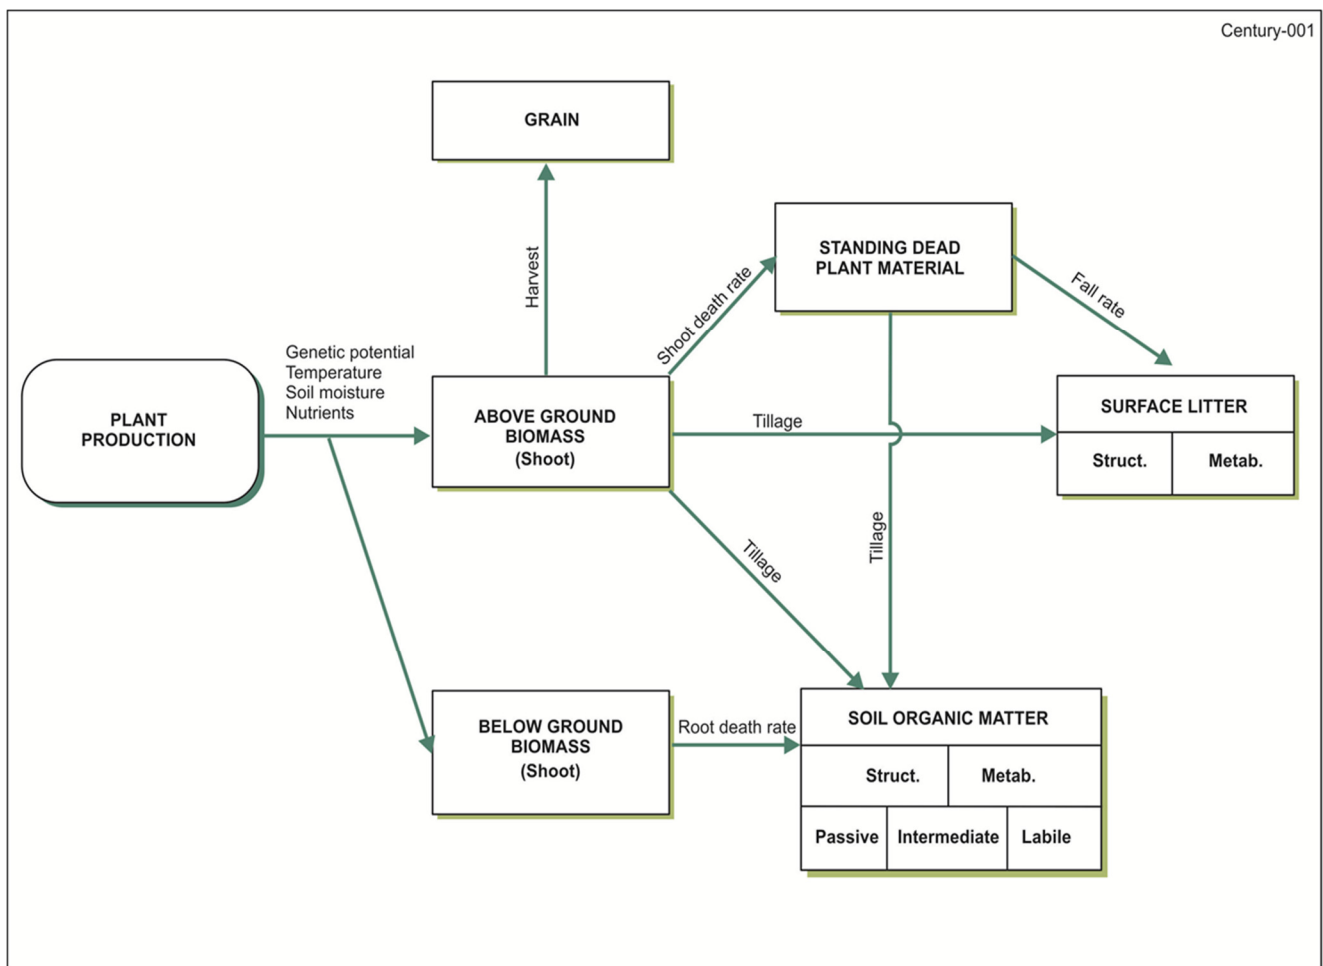 Century-001
GRAIN
Harvest
STANDING DEAD
PLANT MATERIAL
Shoot death rate
Fall rate
Genetic potential
Temperature
Soil moisture
Nutrients
PLANT
PRODUCTION
ABOVE GROUND
BIOMASS
(Shoot)
Tillage
SURFACE LITTER
Struct.
Metab.
Tillage
Tillage
BELOW GROUND
BIOMASS
(Shoot)
Root death rate
SOIL ORGANIC MATTER
Struct.
Metab.
Passive
Intermediate
Labile